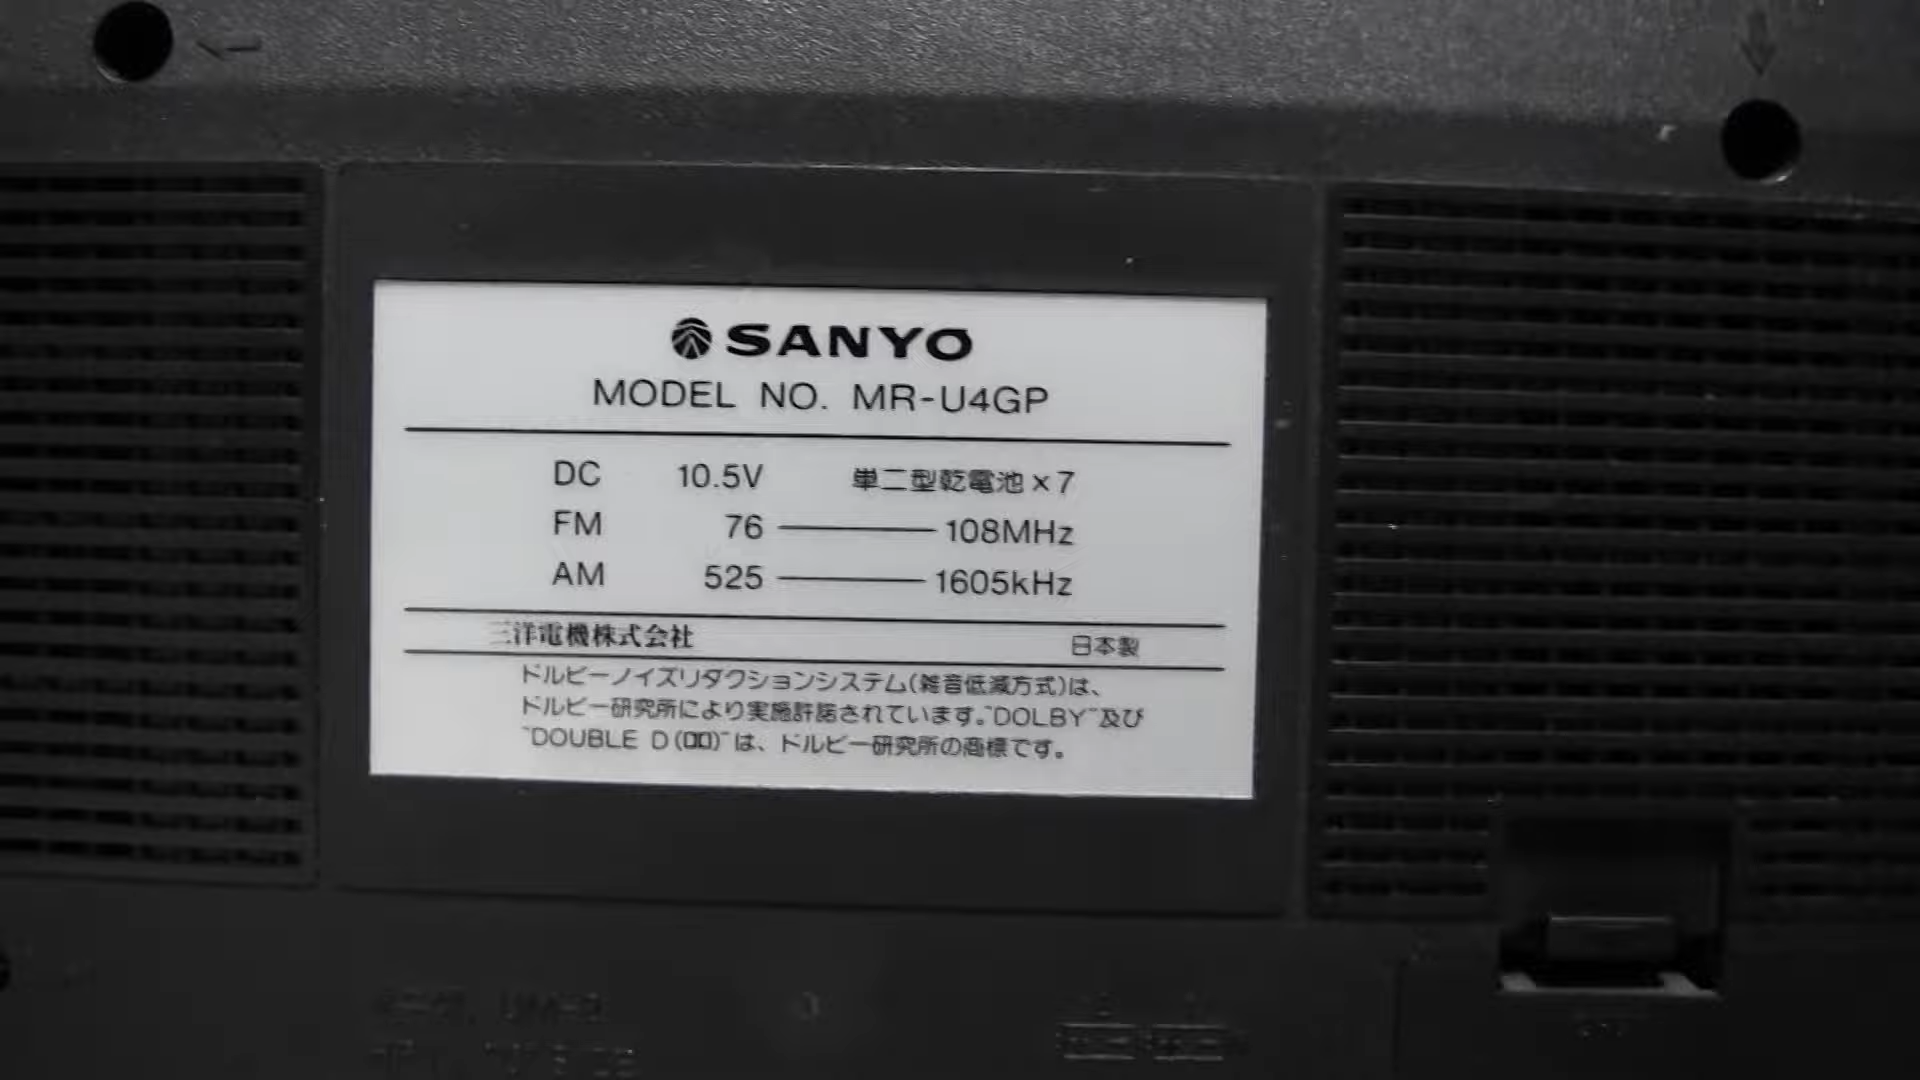 SANYO
MODEL NO. MR-U4GP
DC 10.5V 単二型乾電池×7
FM 76 —— 108MHz
AM 525 —— 1605kHz
三洋電機株式会社 日本製
ドルビーノイズリダクションシステム(雑音低減方式)は、
ドルビー研究所により実施許諾されています。"DOLBY"及び
"DOUBLE D(▯▯)"は、ドルビー研究所の商標です。